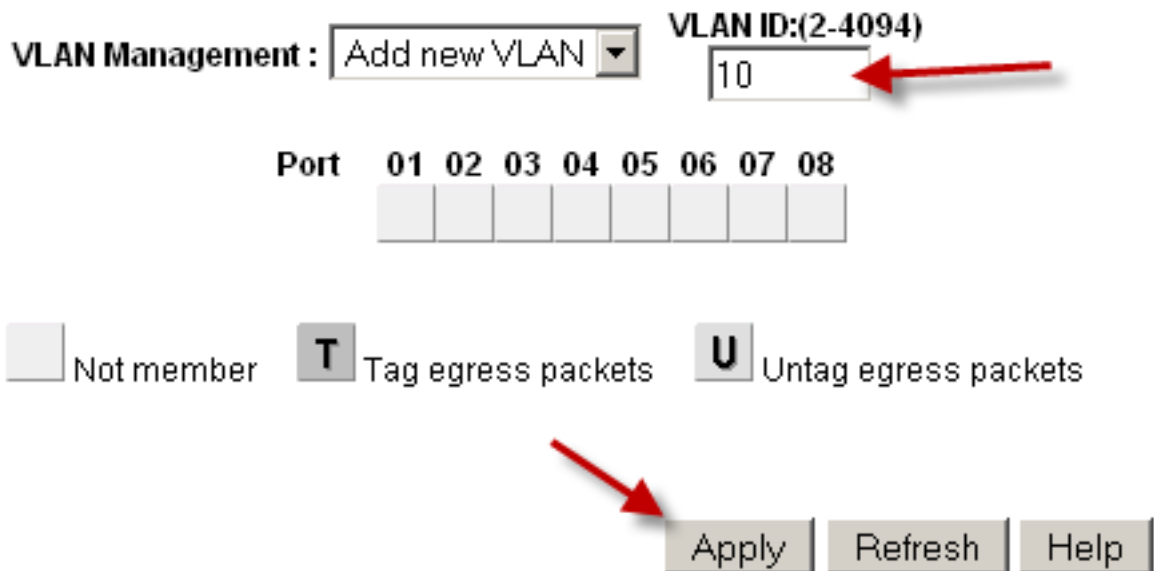 VLAN Management : Add new VLAN VLAN ID:(2-4094)
10
Port 01 02 03 04 05 06 07 08
Not member T Tag egress packets U Untag egress packets
Apply Refresh Help